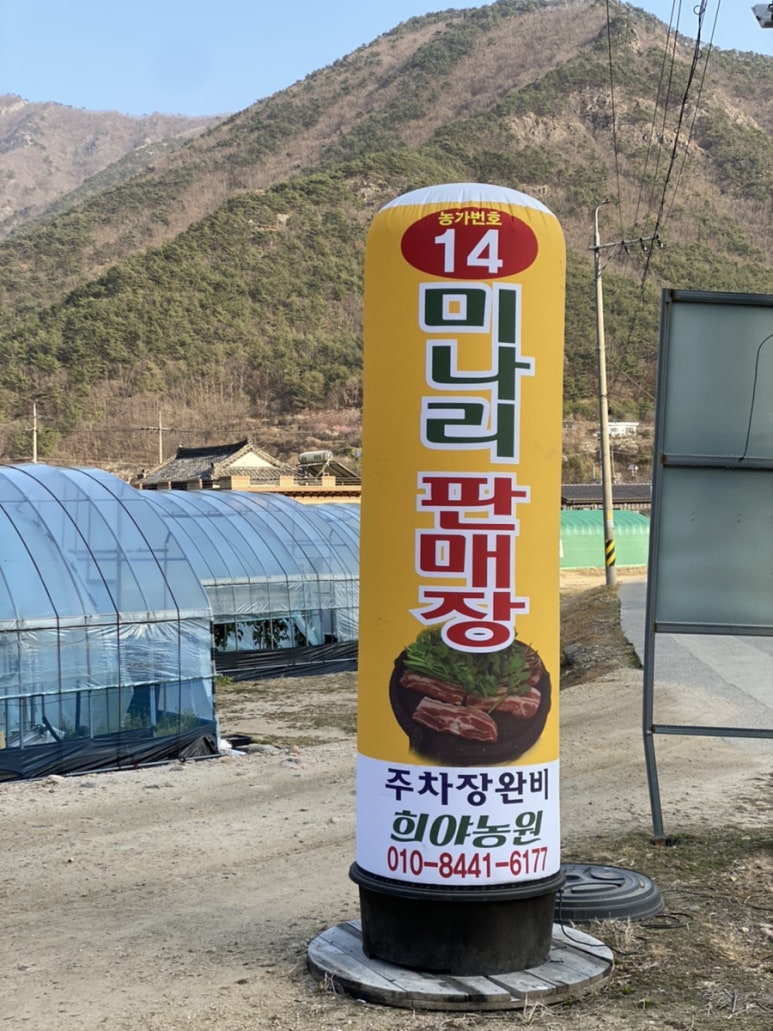 농가번호
14
미나리
판매장
주차장완비
희야농원
010-8441-6177